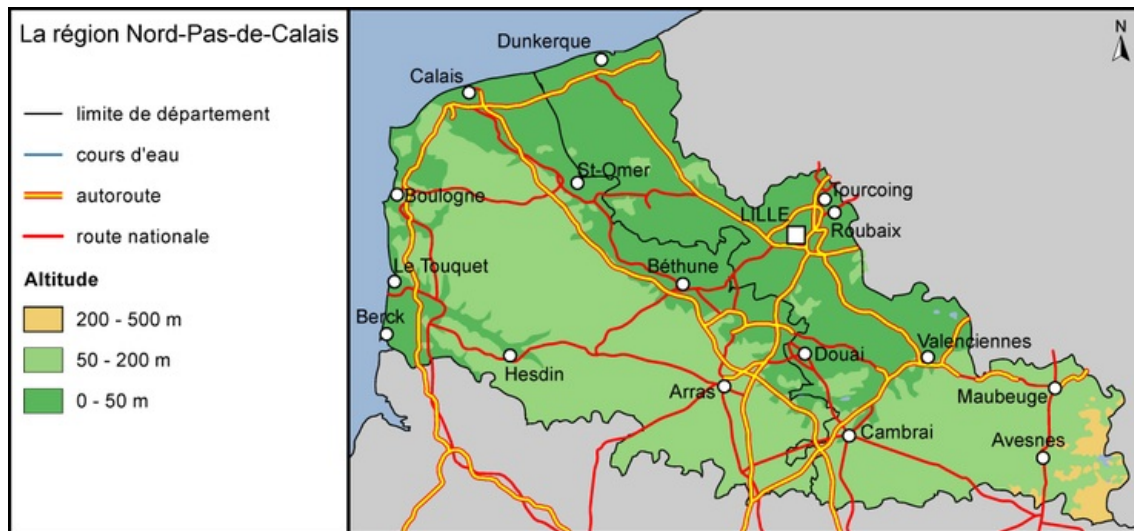 La région Nord-Pas-de-Calais
limite de département
cours d'eau
autoroute
route nationale
Altitude
200 - 500 m
50 - 200 m
0 - 50 m
N
Dunkerque
Calais
St-Omer
Tourcoing
Boulogne
LILLE
Roubaix
Le Touquet
Béthune
Berck
Valenciennes
Douai
Hesdin
Arras
Maubeuge
Cambrai
Avesnes